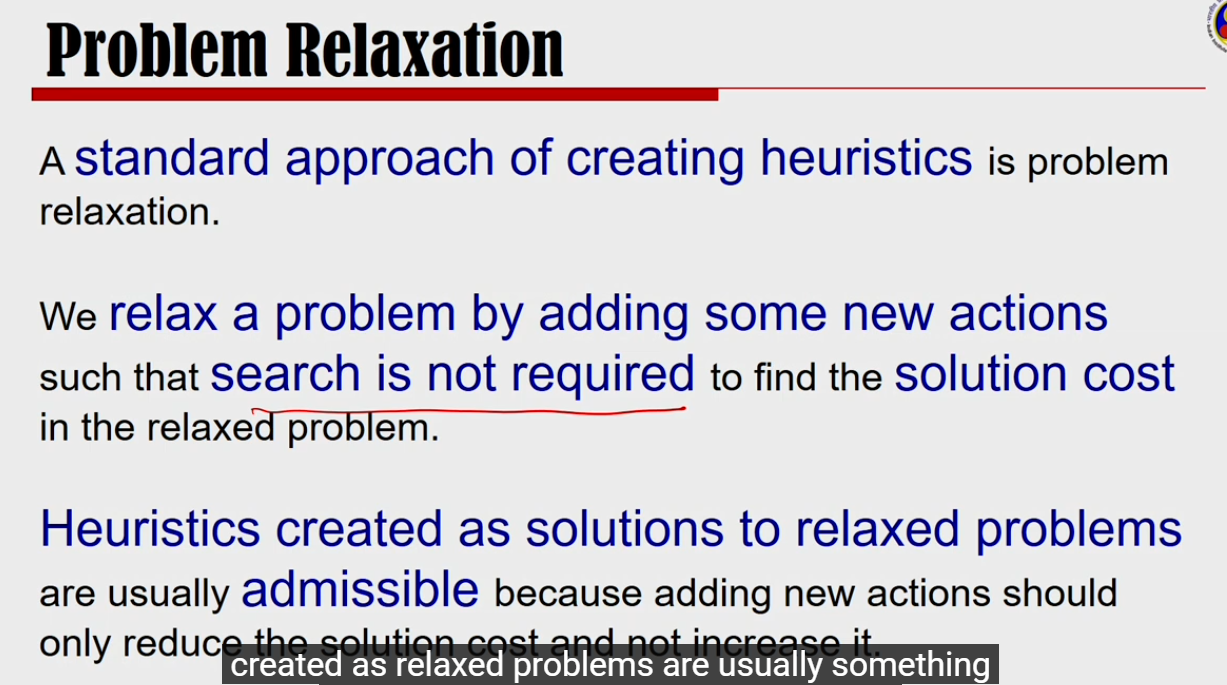 Problem Relaxation
A standard approach of creating heuristics is problem
relaxation.
We relax a problem by adding some new actions
such that search is not required to find the solution cost
in the relaxed problem.
Heuristics created as solutions to relaxed problems
are usually admissible because adding new actions should
only reduce the solution cost and not increase it.
created as relaxed problems are usually something